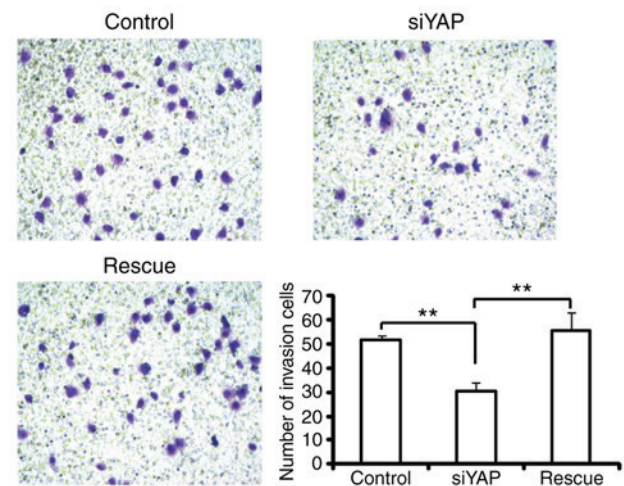 Control
siYAP
Rescue
Number of invasion cells
70
60
50
40
30
20
10
0
**
**
Control siYAP Rescue